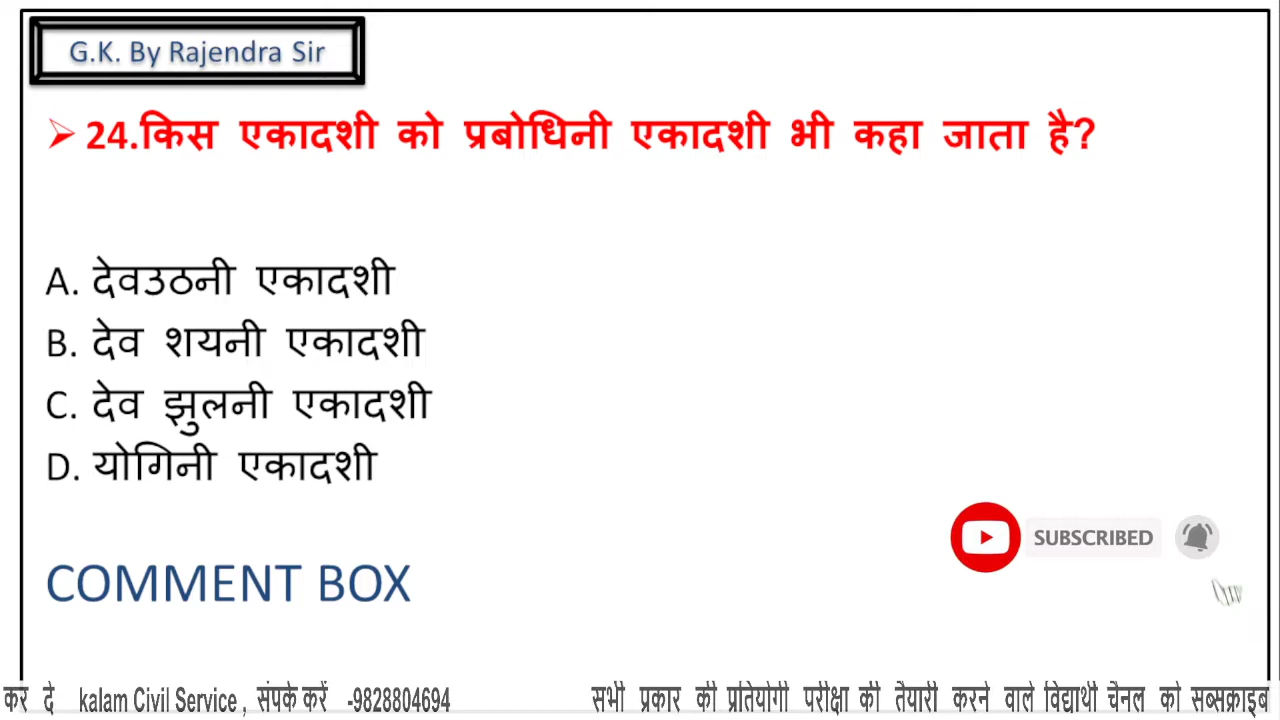 G.K. By Rajendra Sir
➢ 24.किस एकादशी को प्रबोधिनी एकादशी भी कहा जाता है?
A. देवउठनी एकादशी
B. देव शयनी एकादशी
C. देव झुलनी एकादशी
D. योगिनी एकादशी
SUBSCRIBED
COMMENT BOX
कर दे kalam Civil Service , संपर्क करें -9828804694 सभी प्रकार की प्रतियोगी परीक्षा की तैयारी करने वाले विद्यार्थी चैनल को सब्सक्राइब